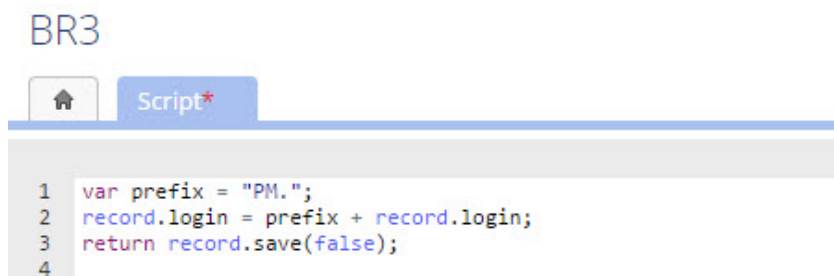 BR3
Script*
1 var prefix = "PM.";
2 record.login = prefix + record.login;
3 return record.save(false);
4